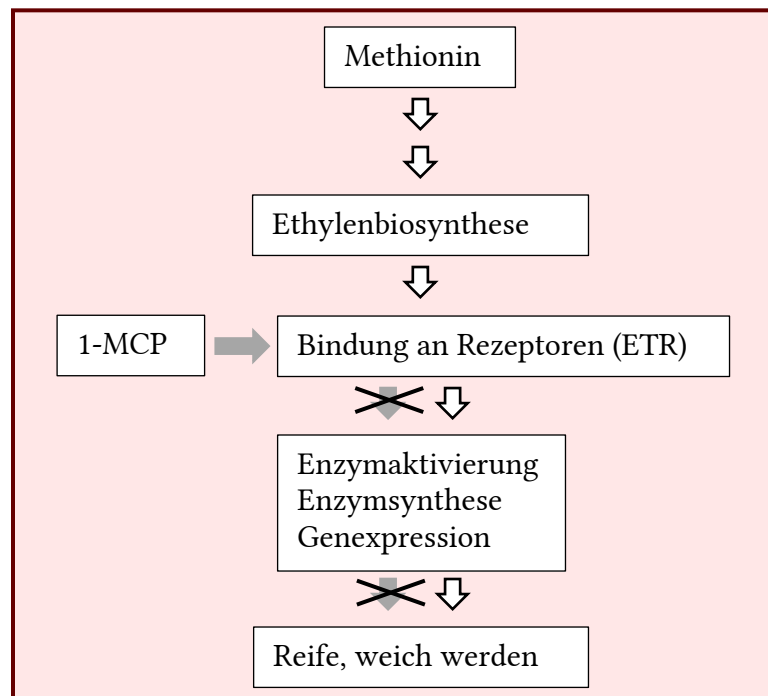 Methionin
Ethylenbiosynthese
1-MCP
Bindung an Rezeptoren (ETR)
Enzymaktivierung
Enzymsynthese
Genexpression
Reife, weich werden